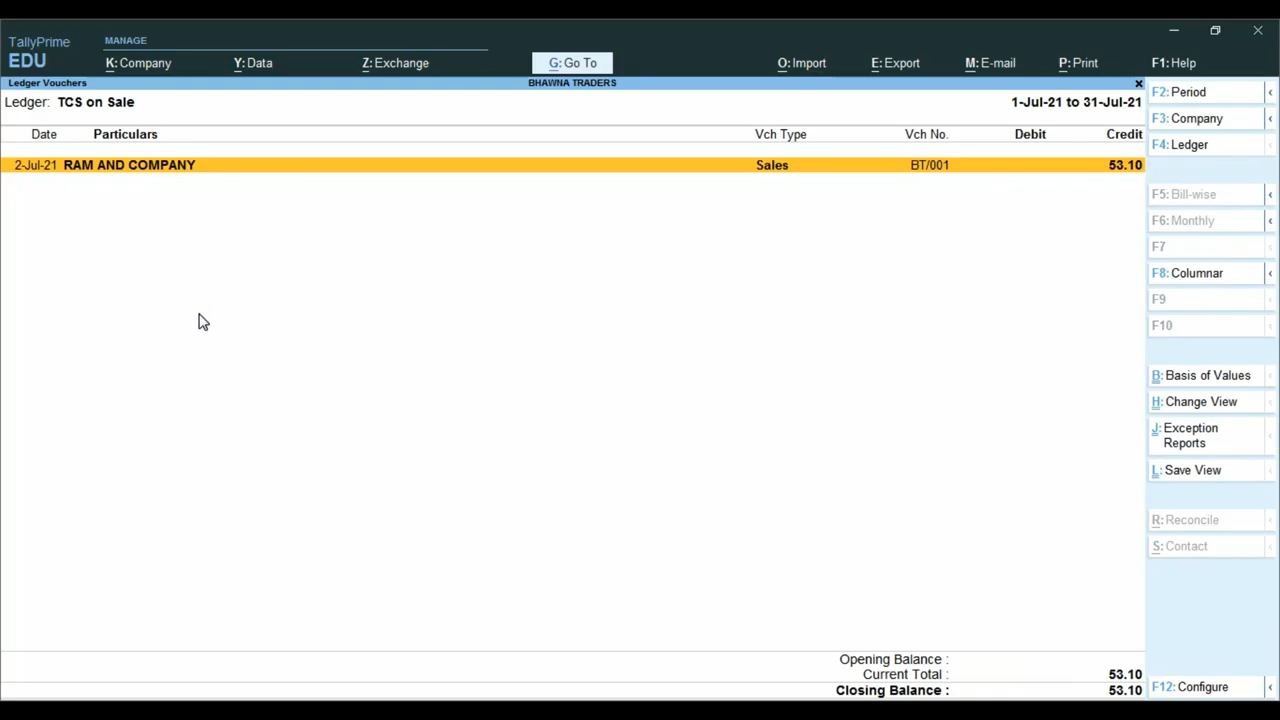 TallyPrime
EDU
MANAGE
K: Company Y: Data Z: Exchange G: Go To O: Import E: Export M: E-mail P: Print F1: Help
Ledger Vouchers BHAWNA TRADERS
Ledger: TCS on Sale 1-Jul-21 to 31-Jul-21
Date Particulars Vch Type Vch No. Debit Credit
2-Jul-21 RAM AND COMPANY Sales BT/001 53.10
Opening Balance :
Current Total : 53.10
Closing Balance : 53.10
F2: Period
F3: Company
F4: Ledger
F5: Bill-wise
F6: Monthly
F7
F8: Columnar
F9
F10
B: Basis of Values
H: Change View
J: Exception
Reports
L: Save View
R: Reconcile
S: Contact
F12: Configure